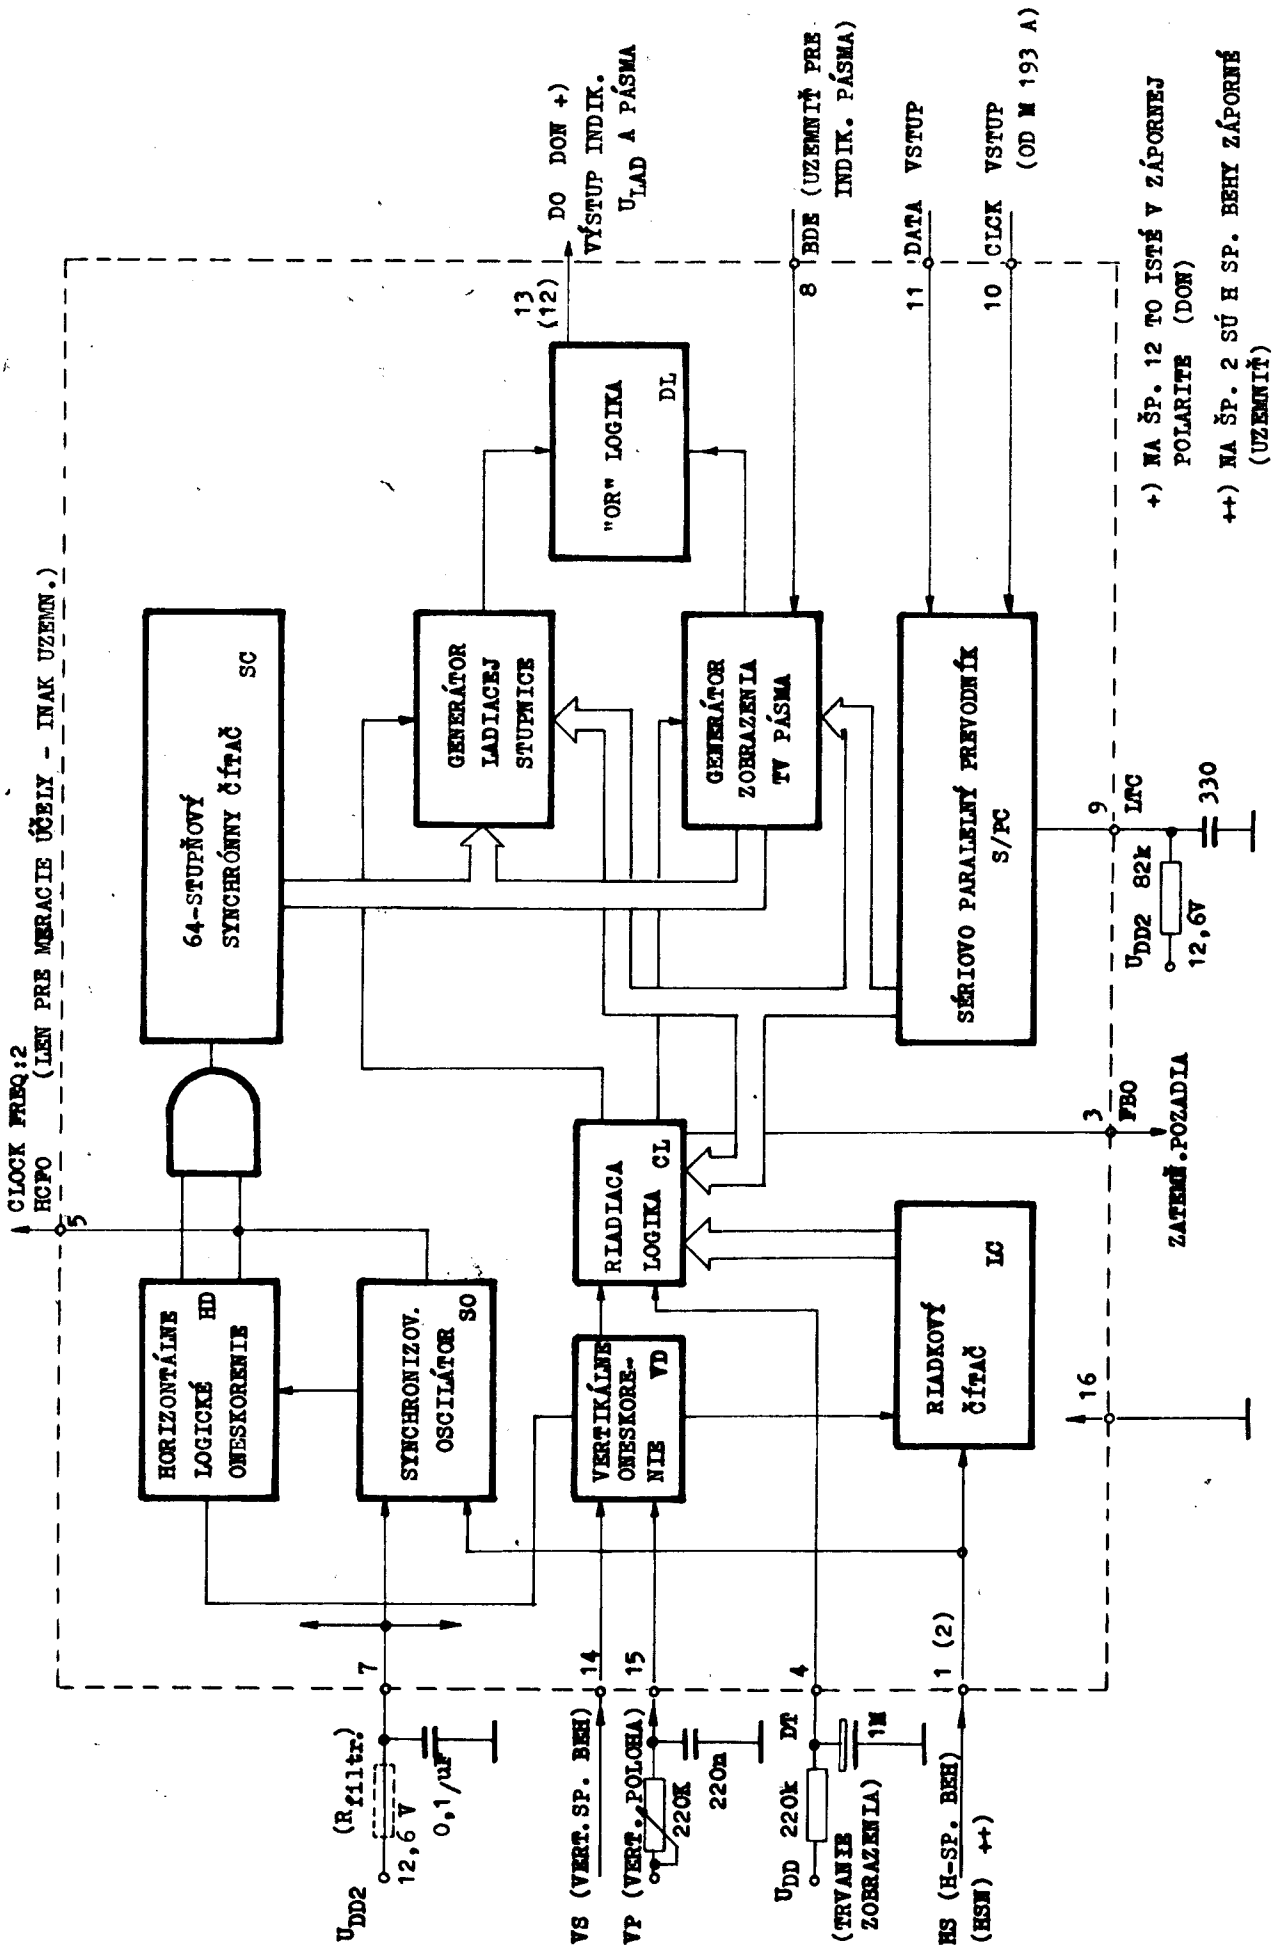 CLOCK FREQ:2
HCPO (LEN PRE MERACIE ÚČELY - INAK UZEMN.)
5
HORIZONTÁLNE
LOGICKÉ HD
ONESKORENIE
64-STUPŇOVÝ
SYNCHRÓNNY ČÍTAČ
SC
SYNCHRONIZOV.
OSCILÁTOR SO
GENERÁTOR
LADIACEJ
STUPNICE
"OR" LOGIKA
DL
13
(12)
DO DON +)
VÝSTUP INDIK.
ULAD A PÁSMA
VERTIKÁLNE
ONESKORE-
NIE VD
RIADIACA
LOGIKA CL
GENERÁTOR
ZOBRAZENIA
TV PÁSMA
8
BDE (UZEMNIŤ PRE
INDIK. PÁSMA)
RIADKOVÝ
ČÍTAČ LC
SÉRIOVO PARALELNÝ PREVODNÍK
S/PC
11
DATA VSTUP
10
CLCK VSTUP
(OD M 193 A)
(Rfiltr.)
7
UDD2
12,6 V
0,1/uF
VS (VERT.SP. BEH)
14
VP (VERT.POLOHA)
15
220K
220n
UDD 220k DT
4
1M
(TRVANIE
ZOBRAZENIA)
HS (H-SP. BEH)
(HSN) ++)
1 (2)
16
3
FBO
ZATEMŇ.POZADIA
9
LTC
UDD2 82k
12,6V
330
+) NA ŠP. 12 TO ISTÉ V ZÁPORNEJ
POLARITE (DON)
++) NA ŠP. 2 SÚ H SP. BEHY ZÁPORNÉ
(UZEMNIŤ)